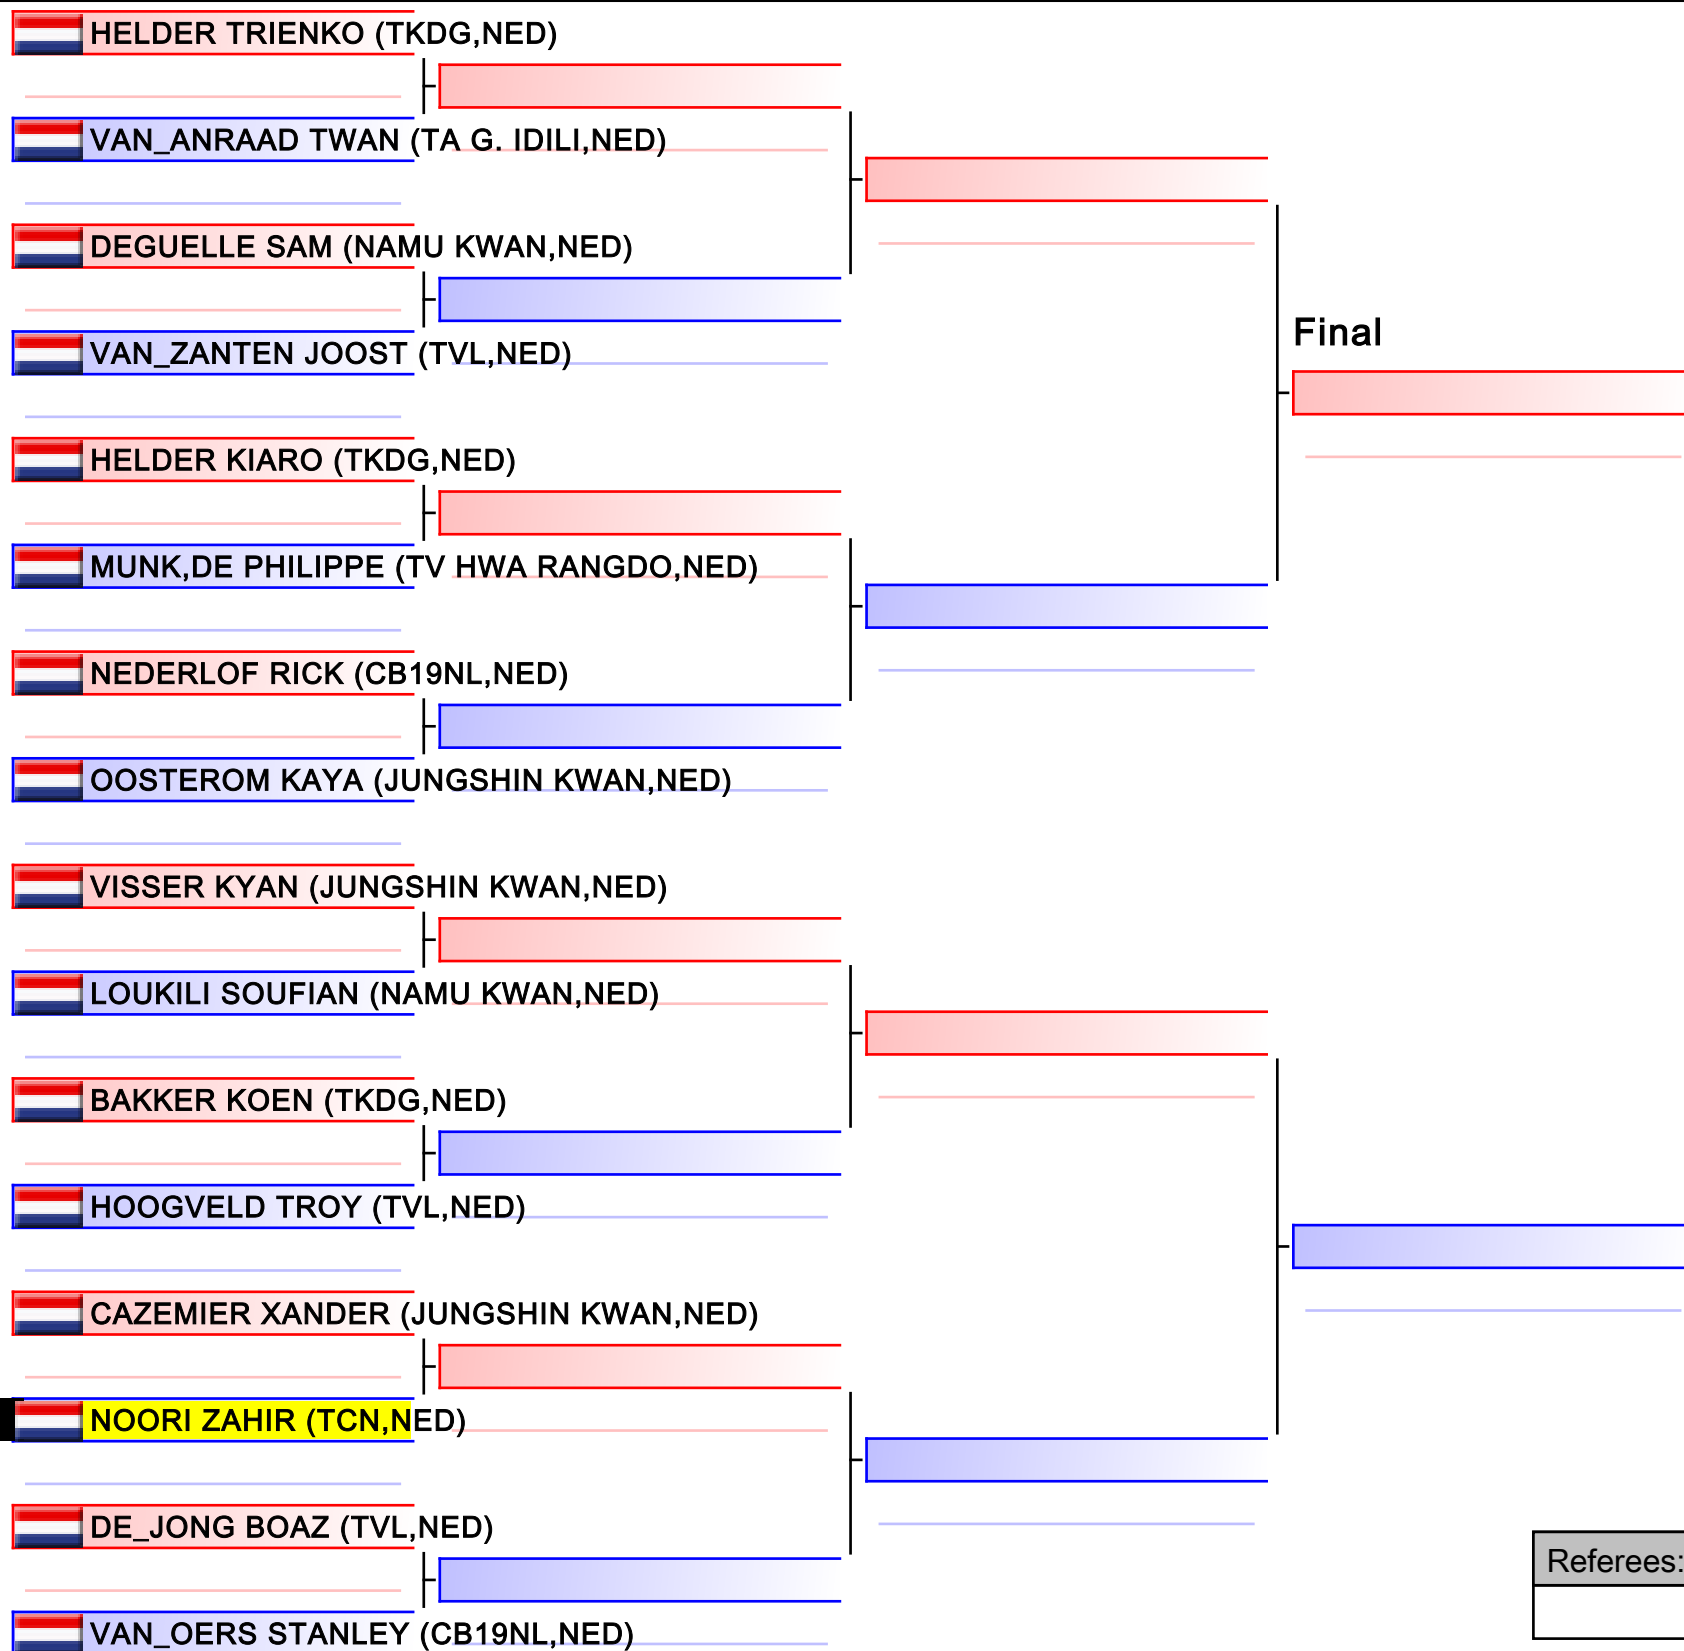 HELDER TRIENKO (TKDG,NED)
VAN_ANRAAD TWAN (TA G. IDILI,NED)
DEGUELLE SAM (NAMU KWAN,NED)
VAN_ZANTEN JOOST (TVL,NED)
Final
HELDER KIARO (TKDG,NED)
MUNK,DE PHILIPPE (TV HWA RANGDO,NED)
NEDERLOF RICK (CB19NL,NED)
OOSTEROM KAYA (JUNGSHIN KWAN,NED)
VISSER KYAN (JUNGSHIN KWAN,NED)
LOUKILI SOUFIAN (NAMU KWAN,NED)
BAKKER KOEN (TKDG,NED)
HOOGVELD TROY (TVL,NED)
CAZEMIER XANDER (JUNGSHIN KWAN,NED)
NOORI ZAHIR (TCN,NED)
DE_JONG BOAZ (TVL,NED)
Referees:
VAN_OERS STANLEY (CB19NL,NED)